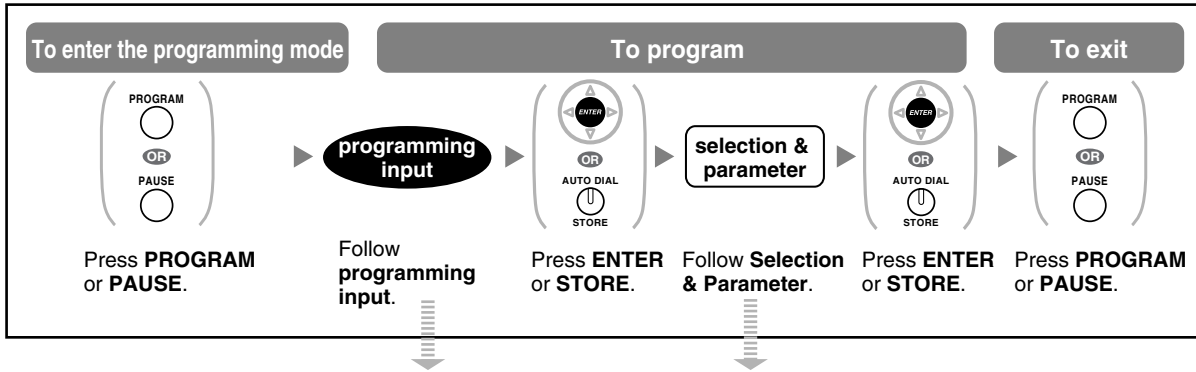 To enter the programming mode
To program
To exit
PROGRAM
OR
PAUSE
programming
input
ENTER
OR
AUTO DIAL
STORE
selection &
parameter
ENTER
OR
AUTO DIAL
STORE
PROGRAM
OR
PAUSE
Press PROGRAM
or PAUSE.
Follow
programming
input.
Press ENTER
or STORE.
Follow Selection
& Parameter.
Press ENTER
or STORE.
Press PROGRAM
or PAUSE.